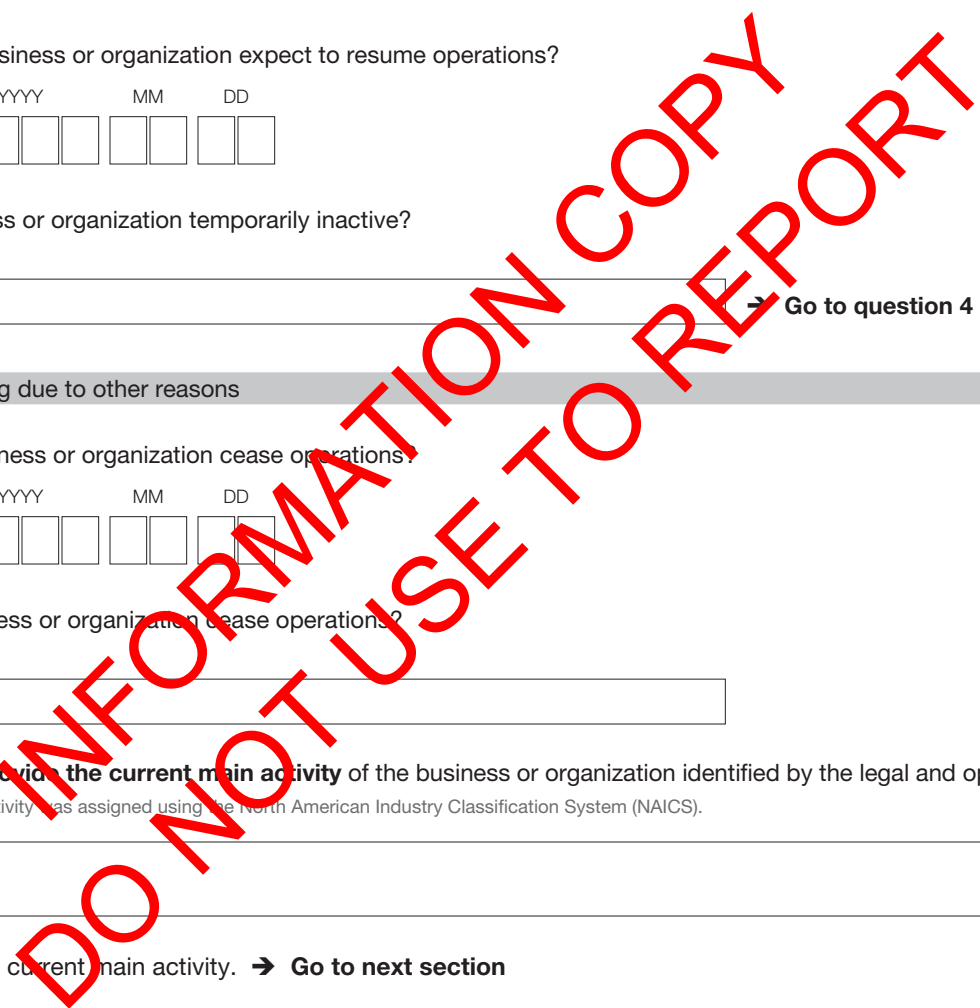 siness or organization expect to resume operations?
YYYY MM DD
ss or organization temporarily inactive?
➔ Go to question 4
g due to other reasons
ness or organization cease operations?
YYYY MM DD
ess or organization cease operations?
ovide the current main activity of the business or organization identified by the legal and op
tivity was assigned using the North American Industry Classification System (NAICS).
current main activity. ➔ Go to next section
INFORMATION COPY
DO NOT USE TO REPORT